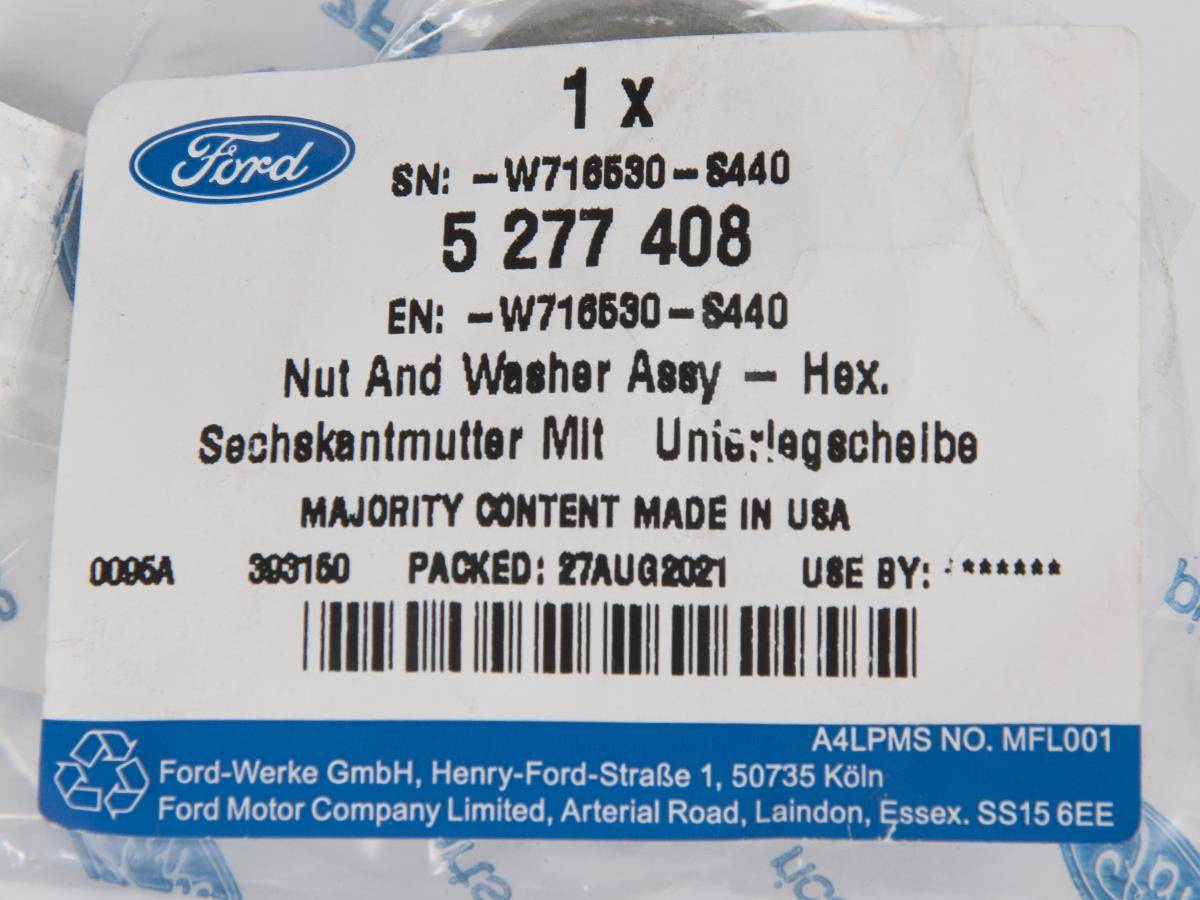 1 x
Ford
SN: -W716530-S440
5 277 408
EN: -W716530-S440
Nut And Washer Assy - Hex.
Sechskantmutter Mit Unterlegscheibe
MAJORITY CONTENT MADE IN USA
0095A 393150 PACKED: 27AUG2021 USE BY: *******
A4LPMS NO. MFL001
Ford-Werke GmbH, Henry-Ford-Straße 1, 50735 Köln
Ford Motor Company Limited, Arterial Road, Laindon, Essex. SS15 6EE